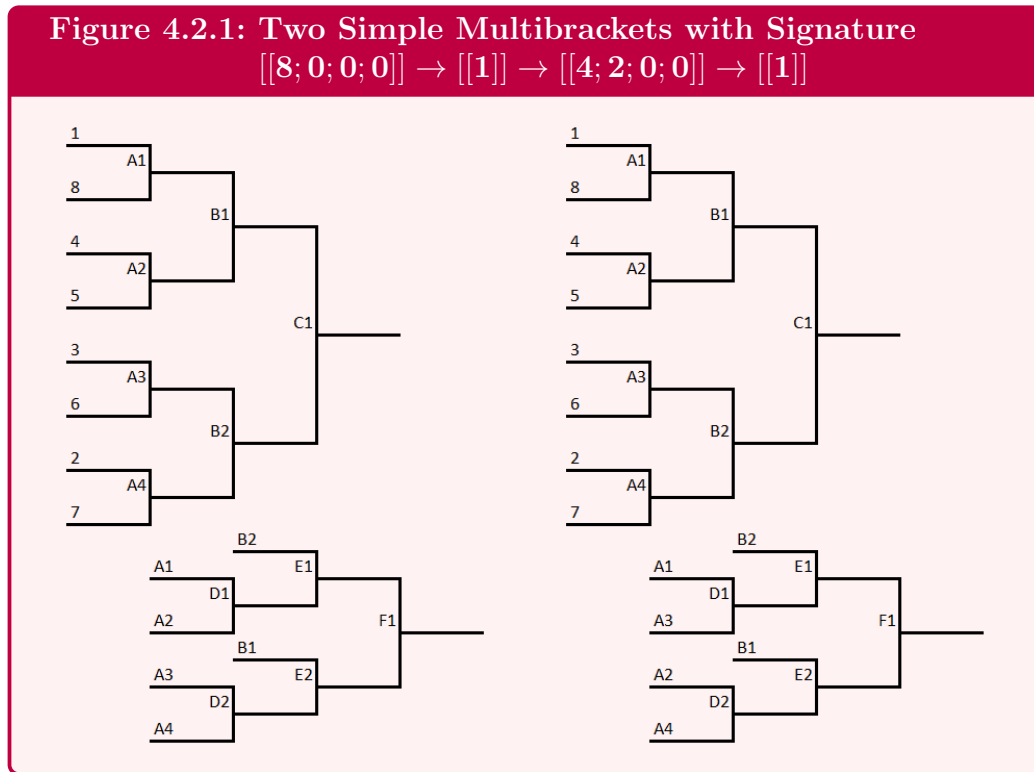 Figure 4.2.1: Two Simple Multibrackets with Signature
[[8; 0; 0; 0]] → [[1]] → [[4; 2; 0; 0]] → [[1]]
1
A1
8
B1
4
A2
5
C1
3
A3
6
B2
2
A4
7
B2
A1
E1
D1
A2
F1
B1
A3
E2
D2
A4
1
A1
8
B1
4
A2
5
C1
3
A3
6
B2
2
A4
7
B2
A1
E1
D1
A3
F1
B1
A2
E2
D2
A4